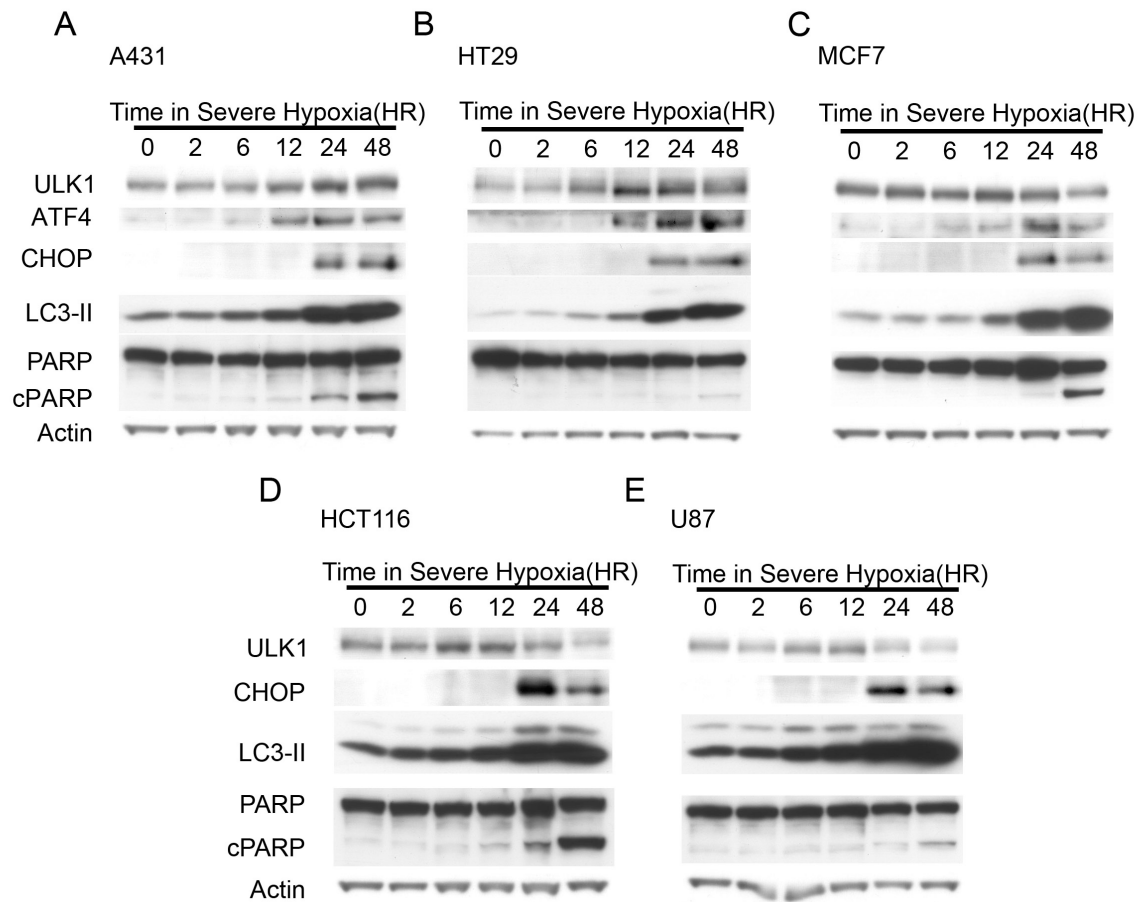 A
B
C
A431
HT29
MCF7
Time in Severe Hypoxia(HR)
Time in Severe Hypoxia(HR)
Time in Severe Hypoxia(HR)
0 2 6 12 24 48
0 2 6 12 24 48
0 2 6 12 24 48
ULK1
ATF4
CHOP
LC3-II
PARP
cPARP
Actin
D
E
HCT116
U87
Time in Severe Hypoxia(HR)
Time in Severe Hypoxia(HR)
0 2 6 12 24 48
0 2 6 12 24 48
ULK1
CHOP
LC3-II
PARP
cPARP
Actin